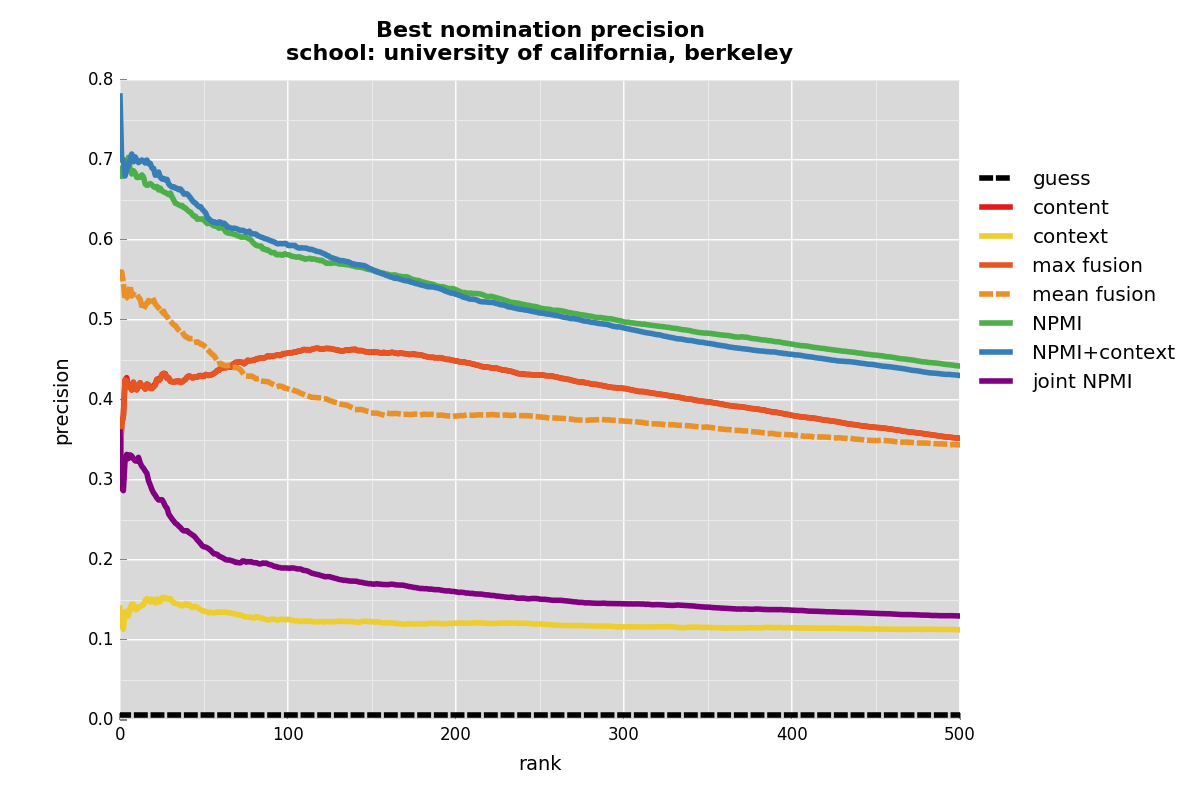 Best nomination precision
school: university of california, berkeley
precision
0.8
0.7
0.6
0.5
0.4
0.3
0.2
0.1
0.0
0 100 200 300 400 500
rank
guess
content
context
max fusion
mean fusion
NPMI
NPMI+context
joint NPMI